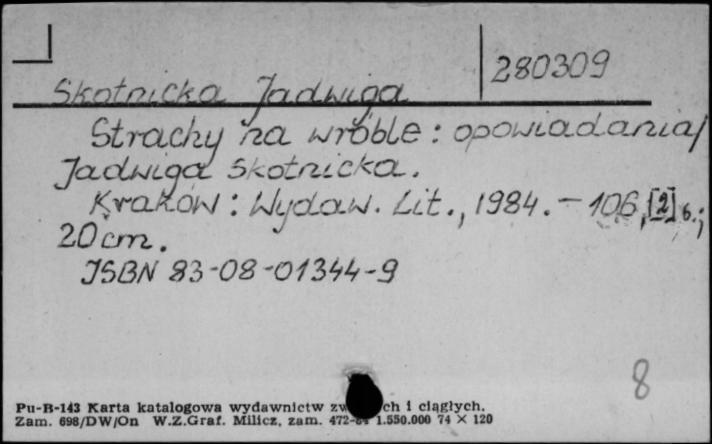 280309
Skotnicka Jadwiga
Strachy na wróble : opowiadania/
Jadwiga Skotnicka.
Kraków : Wydaw. Lit., 1984. - 106, [2] s. ;
20 cm.
ISBN 83-08-01344-9
8
Pu-B-143 Karta katalogowa wydawnictw ch i ciągłych.
Zam. 698/DW/On W.Z.Graf. Milicz, zam. 1.550.000 74 × 120